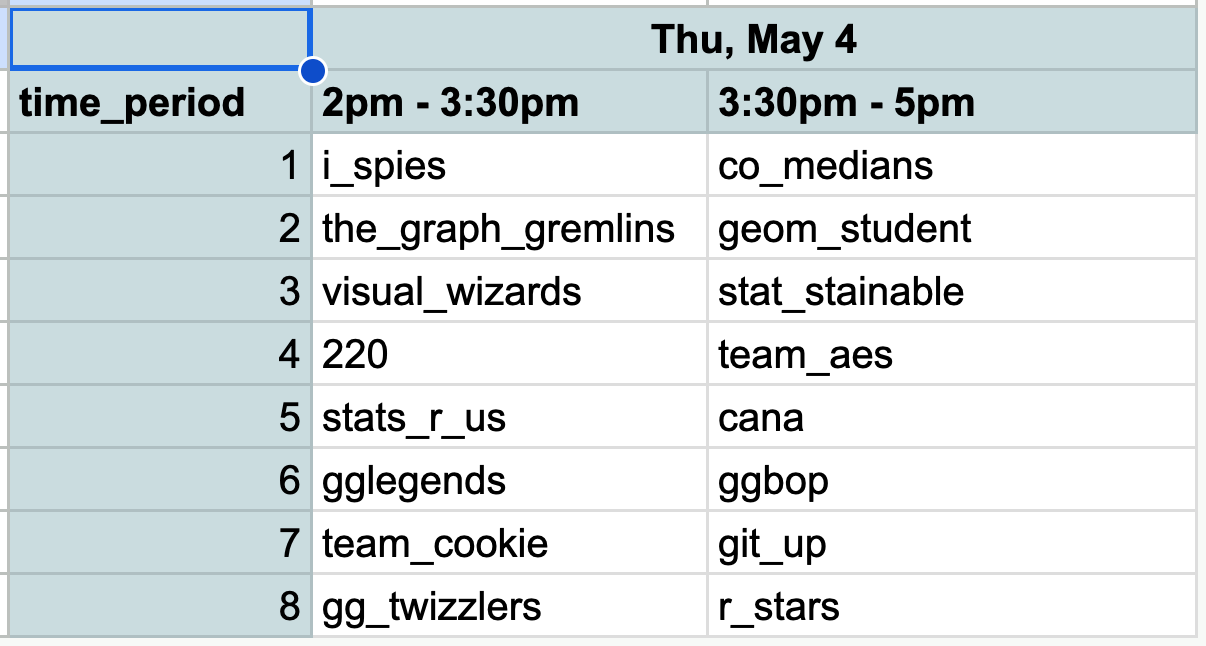 Thu, May 4
time_period 2pm - 3:30pm 3:30pm - 5pm
1 i_spies co_medians
2 the_graph_gremlins geom_student
3 visual_wizards stat_stainable
4 220 team_aes
5 stats_r_us cana
6 gglegends ggbop
7 team_cookie git_up
8 gg_twizzlers r_stars